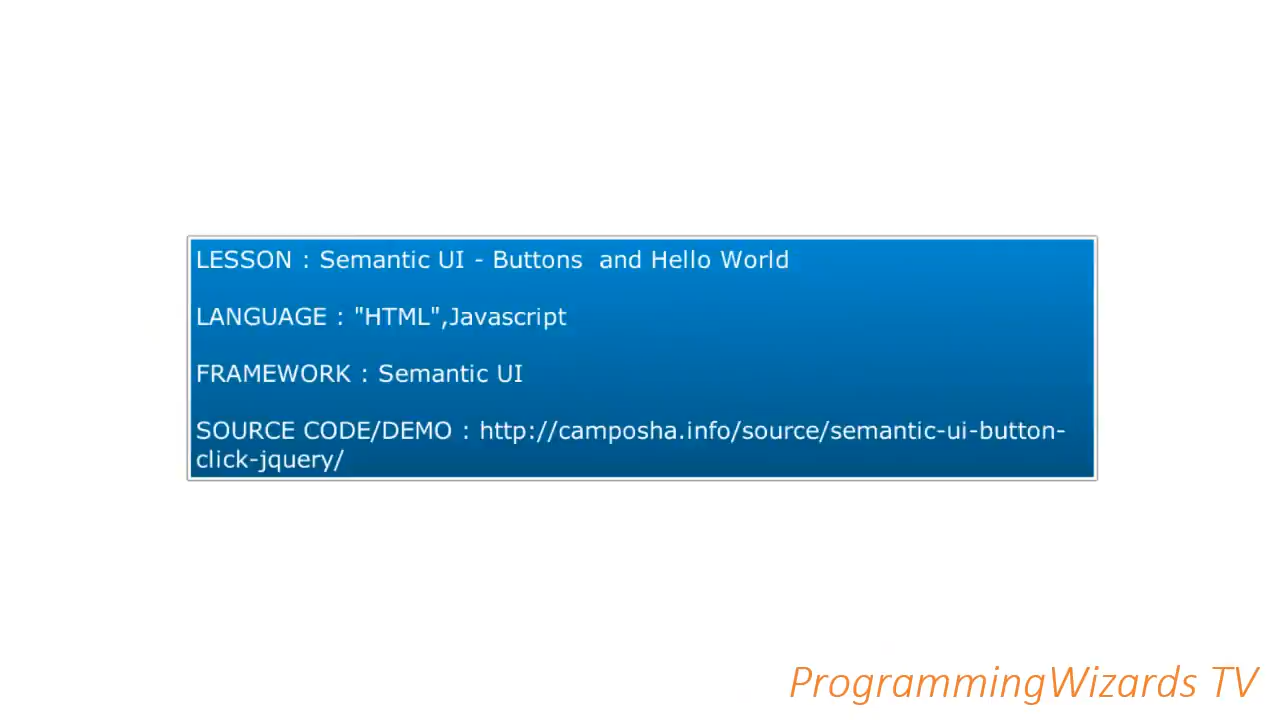 LESSON : Semantic UI - Buttons  and Hello World
LANGUAGE : "HTML",Javascript
FRAMEWORK : Semantic UI
SOURCE CODE/DEMO : http://camposha.info/source/semantic-ui-button-
click-jquery/
ProgrammingWizards TV